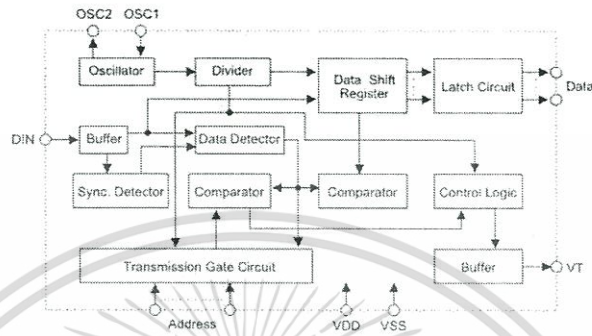 OSC2 OSC1
Oscillator
Divider
Data Shift
Register
Latch Circuit
Data
DIN
Buffer
Data Detector
Sync. Detector
Comparator
Comparator
Control Logic
Transmission Gate Circuit
Buffer
VT
Address
VDD
VSS